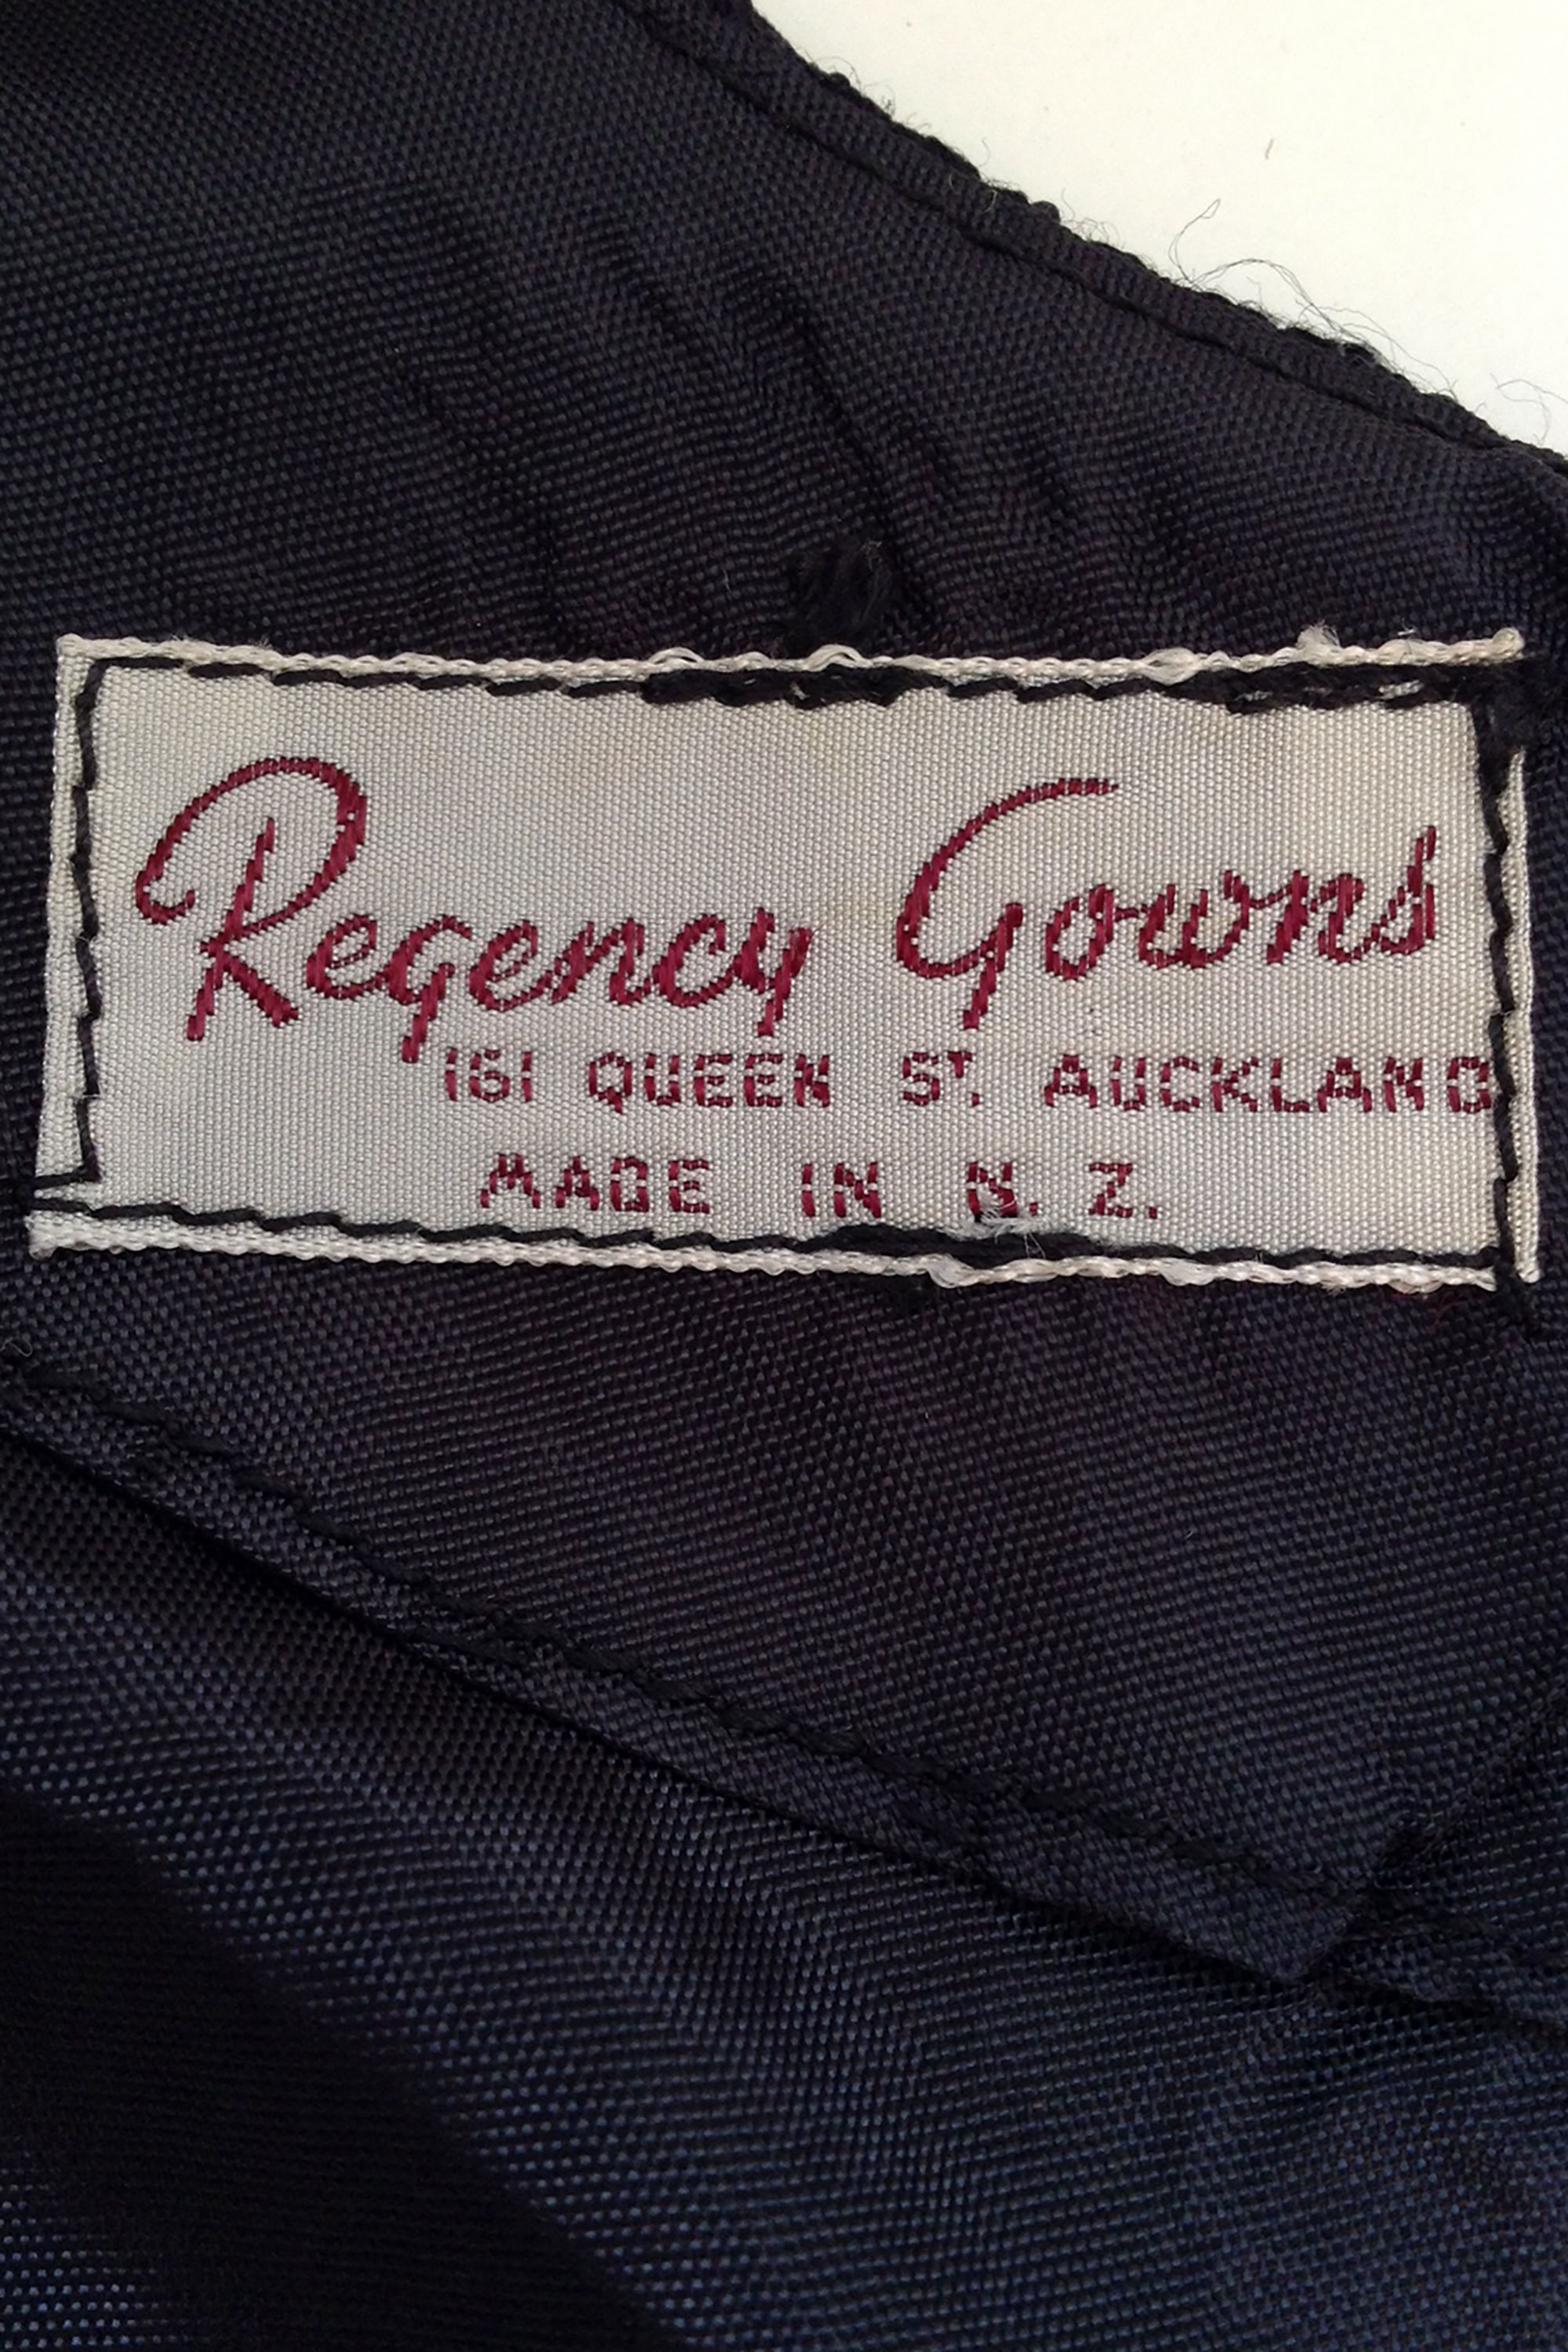 Regency Gowns
161 QUEEN ST. AUCKLAND
MADE IN N.Z.